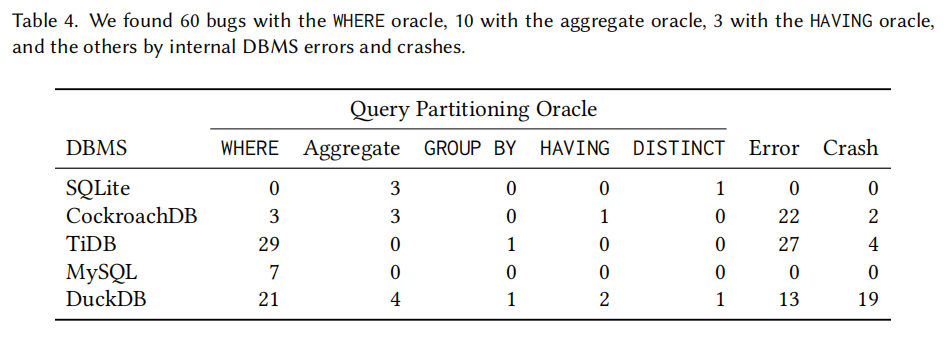 Table 4. We found 60 bugs with the WHERE oracle, 10 with the aggregate oracle, 3 with the HAVING oracle,
and the others by internal DBMS errors and crashes.
Query Partitioning Oracle
DBMS WHERE Aggregate GROUP BY HAVING DISTINCT Error Crash
SQLite 0 3 0 0 1 0 0
CockroachDB 3 3 0 1 0 22 2
TiDB 29 0 1 0 0 27 4
MySQL 7 0 0 0 0 0 0
DuckDB 21 4 1 2 1 13 19